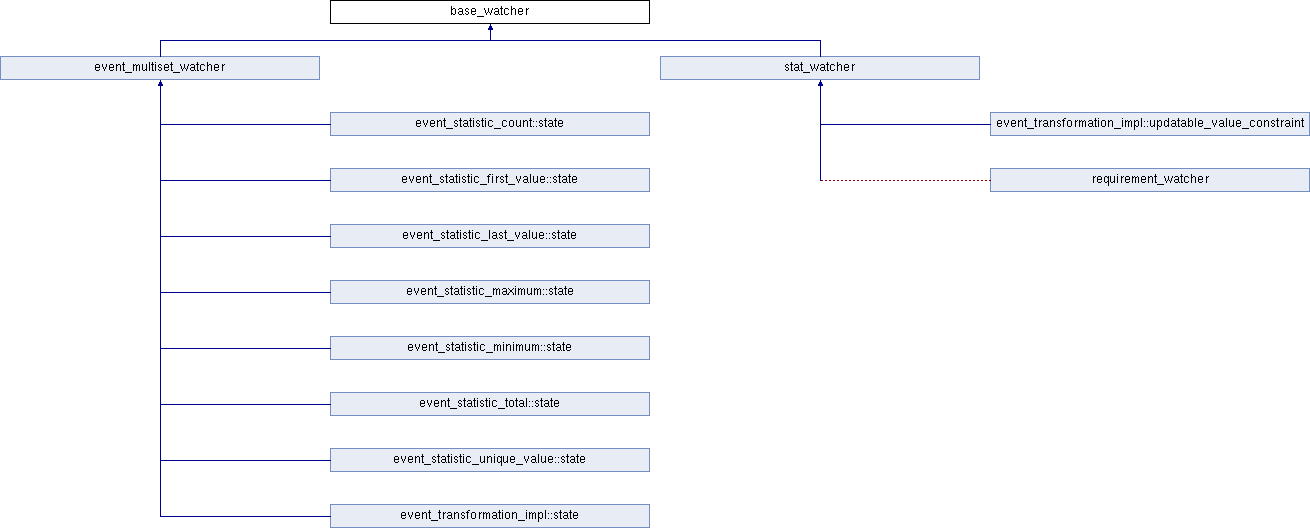 base_watcher
event_multiset_watcher
stat_watcher
event_statistic_count::state
event_transformation_impl::updatable_value_constraint
event_statistic_first_value::state
requirement_watcher
event_statistic_last_value::state
event_statistic_maximum::state
event_statistic_minimum::state
event_statistic_total::state
event_statistic_unique_value::state
event_transformation_impl::state